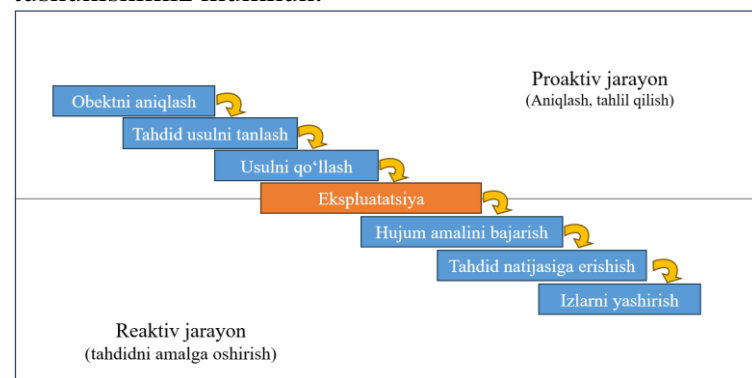 Proaktiv jarayon
(Aniqlash, tahlil qilish)
Obektni aniqlash
Tahdid usulni tanlash
Usulni qo‘llash
Ekspluatatsiya
Hujum amalini bajarish
Tahdid natijasiga erishish
Izlarni yashirish
Reaktiv jarayon
(tahdidni amalga oshirish)